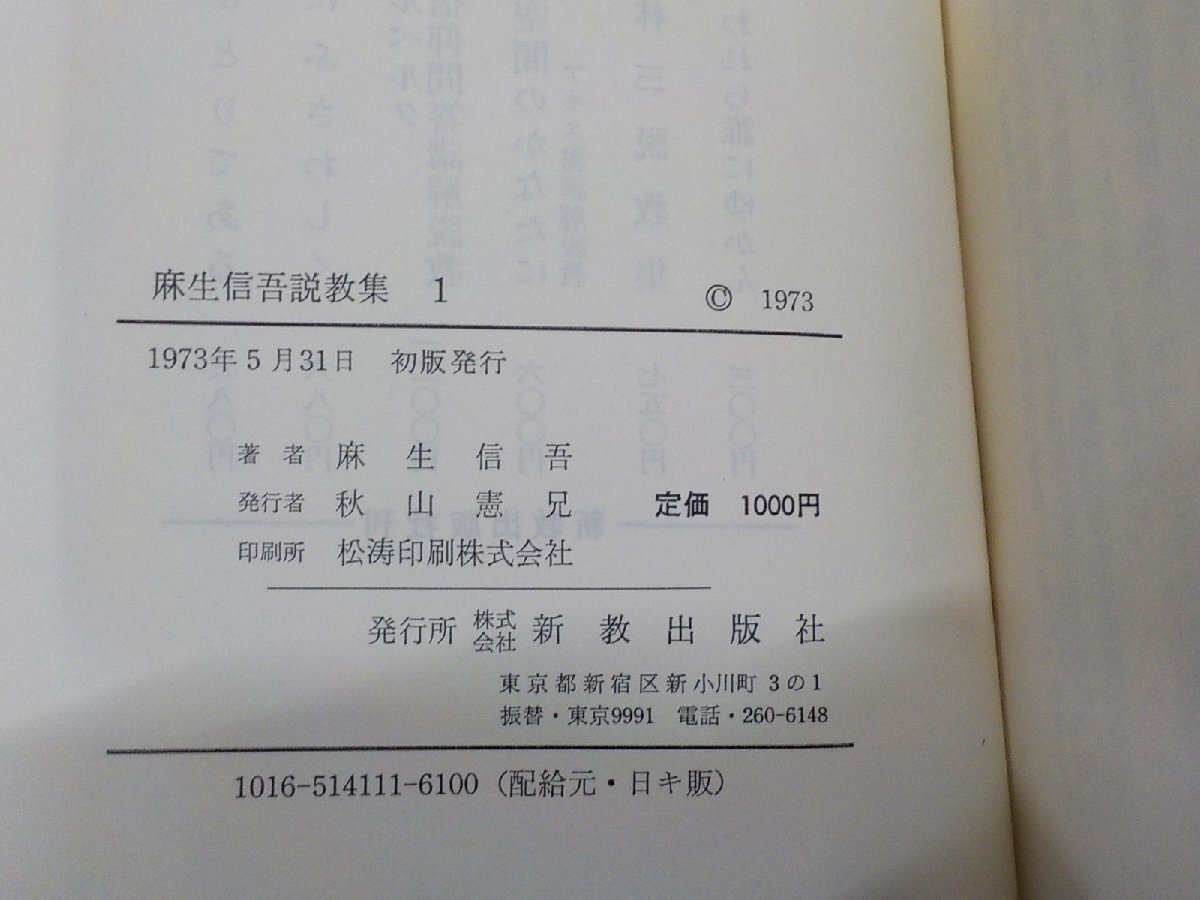 麻生信吾説教集 1 © 1973
1973年5月31日 初版発行
著者 麻生信吾
発行者 秋山憲兄 定価 1000円
印刷所 松涛印刷株式会社
発行所 株式会社 新教出版社
東京都新宿区新小川町3の1
振替・東京9991 電話・260-6148
1016-514111-6100（配給元・日キ販）